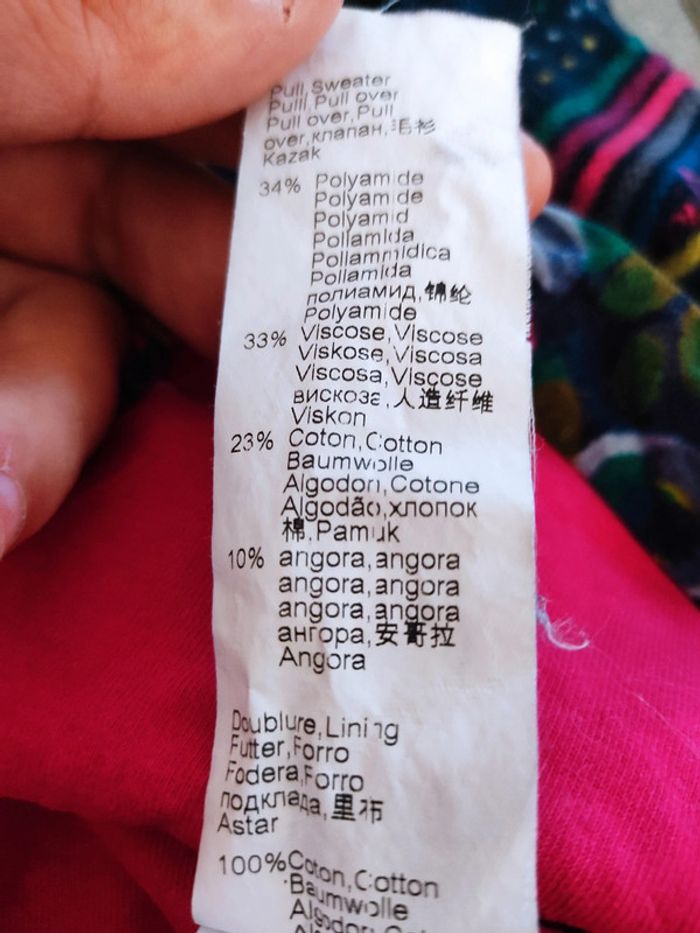 Pull, Sweater
Pulli, Pull over
Pull over, Pull
over, клапан, 毛衫
Kazak
34% Polyamide
Polyamide
Polyamid
Poliamida
Poliammidica
Poliamida
полиамид, 锦纶
Polyamide
33% Viscose, Viscose
Viskose, Viscosa
Viscosa, Viscose
вискоза, 人造纤维
Viskon
23% Coton, Cotton
Baumwolle
Algodon, Cotone
Algodão, хлопок
棉, Pamuk
10% angora, angora
angora, angora
angora, angora
ангора, 安哥拉
Angora
Doublure, Lining
Futter, Forro
Fodera, Forro
подклада, 里布
Astar
100% Coton, Cotton
Baumwolle